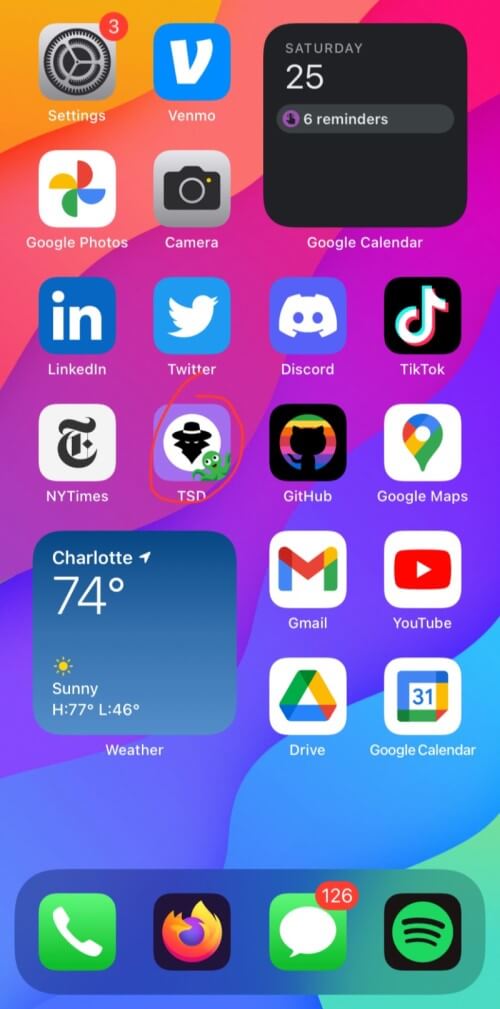 3
Settings
Venmo
SATURDAY
25
6 reminders
Google Photos
Camera
Google Calendar
in
LinkedIn
Twitter
Discord
TikTok
NYTimes
TSD
GitHub
Google Maps
Charlotte
74°
Sunny
H:77° L:46°
Weather
Gmail
YouTube
Drive
31
Google Calendar
126